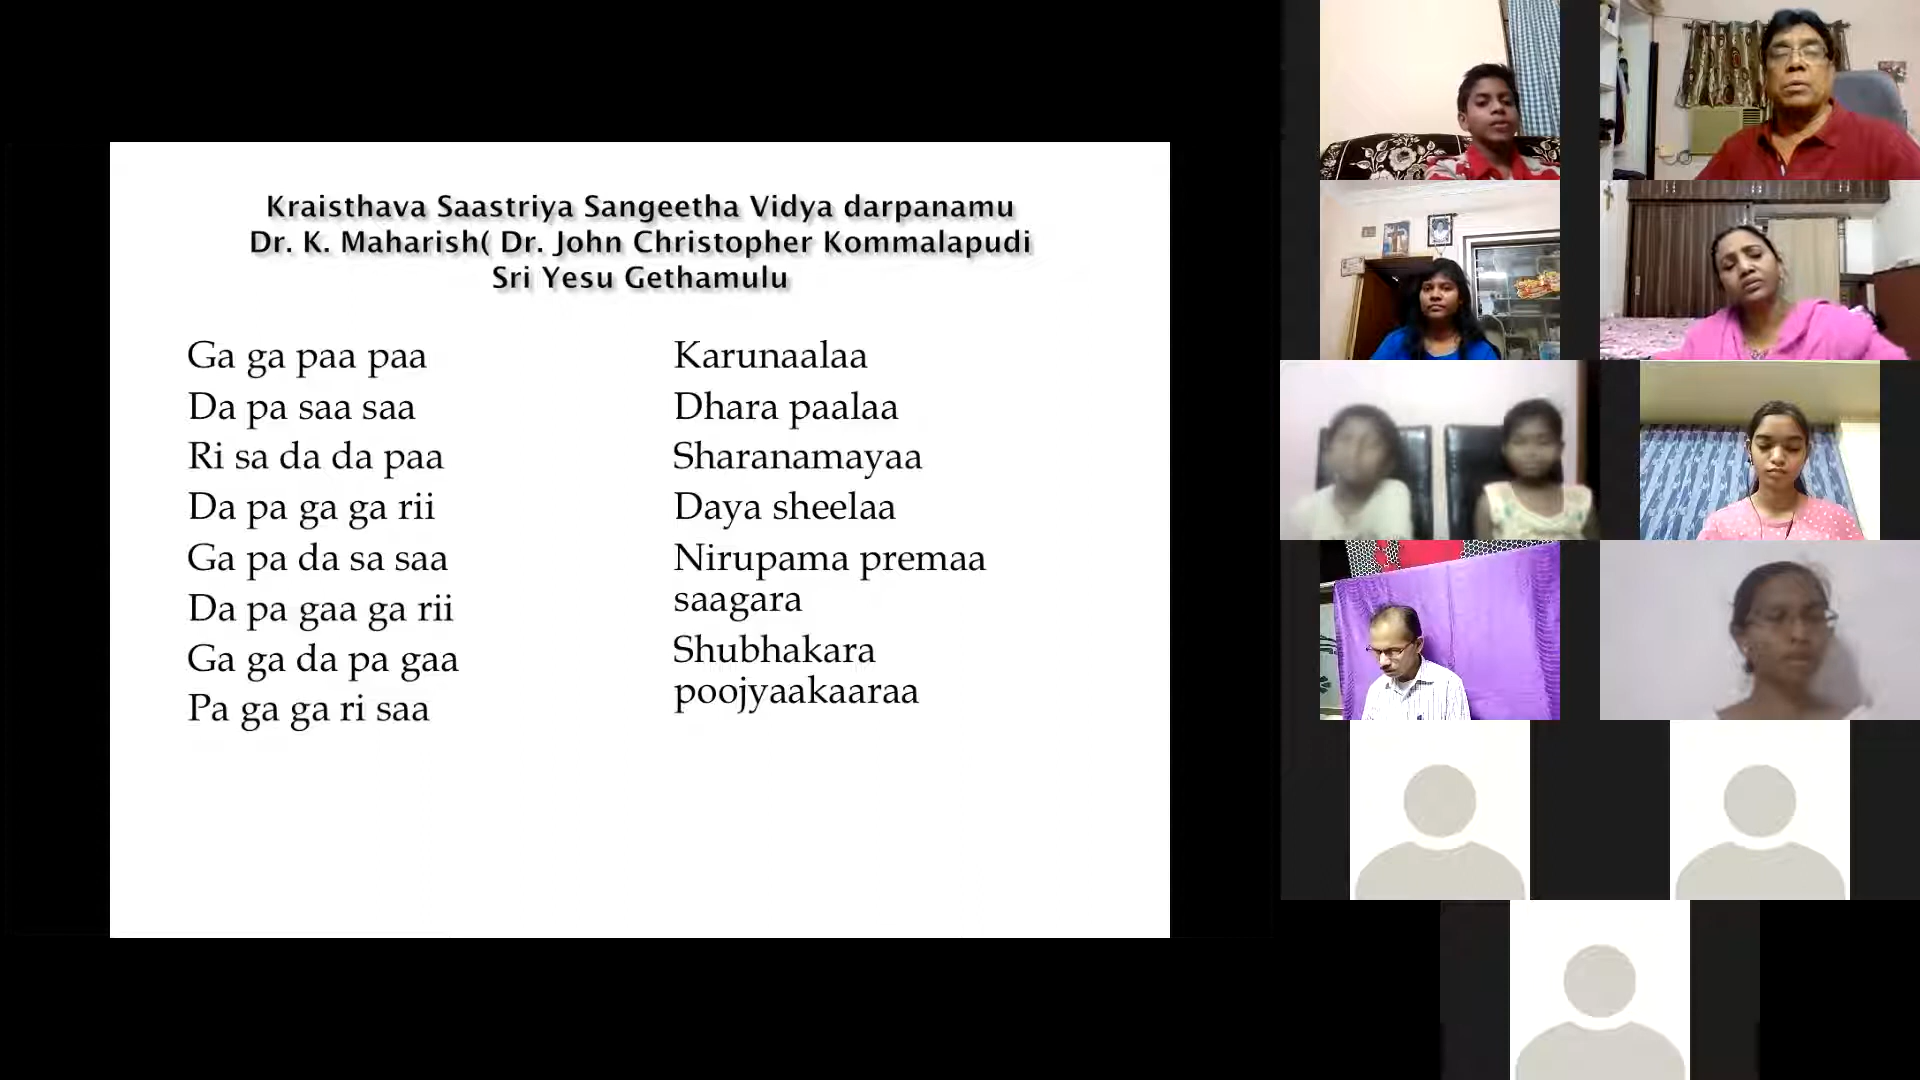 Kraisthava Saastriya Sangeetha Vidya darpanamu
Dr. K. Maharish( Dr. John Christopher Kommalapudi
Sri Yesu Gethamulu
Ga ga paa paa
Da pa saa saa
Ri sa da da paa
Da pa ga ga rii
Ga pa da sa saa
Da pa gaa ga rii
Ga ga da pa gaa
Pa ga ga ri saa
Karunaalaa
Dhara paalaa
Sharanamayaa
Daya sheelaa
Nirupama premaa
saagara
Shubhakara
poojyaakaaraa